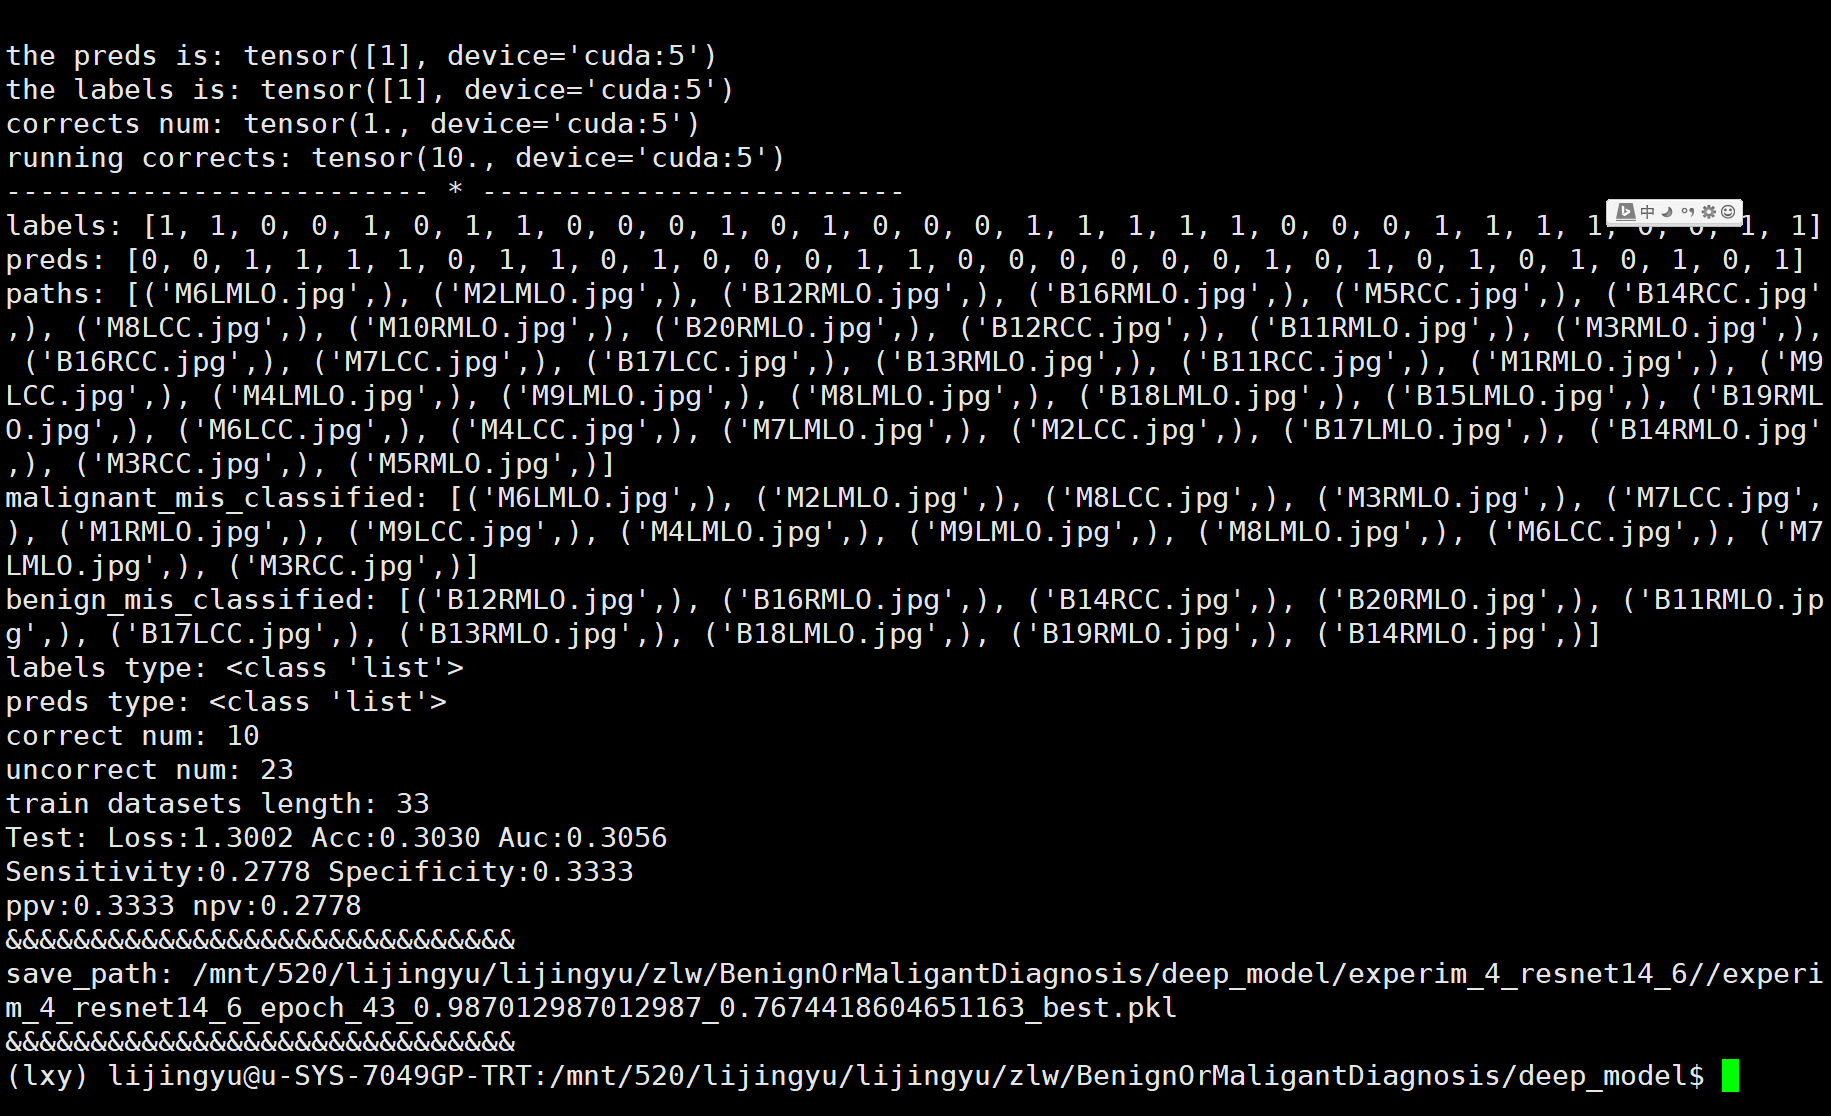 the preds is: tensor([1], device='cuda:5')
the labels is: tensor([1], device='cuda:5')
corrects num: tensor(1., device='cuda:5')
running corrects: tensor(10., device='cuda:5')
------------------------- * -------------------------
labels: [1, 1, 0, 0, 1, 0, 1, 1, 0, 0, 0, 1, 0, 1, 0, 0, 0, 1, 1, 1, 1, 1, 0, 0, 0, 1, 1, 1, 1, 0, 0, 1, 1]
中
preds: [0, 0, 1, 1, 1, 1, 0, 1, 1, 0, 1, 0, 0, 0, 1, 1, 0, 0, 0, 0, 0, 0, 1, 0, 1, 0, 1, 0, 1, 0, 1, 0, 1]
paths: [('M6LMLO.jpg',), ('M2LMLO.jpg',), ('B12RMLO.jpg',), ('B16RMLO.jpg',), ('M5RCC.jpg',), ('B14RCC.jpg'
,), ('M8LCC.jpg',), ('M10RMLO.jpg',), ('B20RMLO.jpg',), ('B12RCC.jpg',), ('B11RMLO.jpg',), ('M3RMLO.jpg',),
('B16RCC.jpg',), ('M7LCC.jpg',), ('B17LCC.jpg',), ('B13RMLO.jpg',), ('B11RCC.jpg',), ('M1RMLO.jpg',), ('M9
LCC.jpg',), ('M4LMLO.jpg',), ('M9LMLO.jpg',), ('M8LMLO.jpg',), ('B18LMLO.jpg',), ('B15LMLO.jpg',), ('B19RML
O.jpg',), ('M6LCC.jpg',), ('M4LCC.jpg',), ('M7LMLO.jpg',), ('M2LCC.jpg',), ('B17LMLO.jpg',), ('B14RMLO.jpg'
,), ('M3RCC.jpg',), ('M5RMLO.jpg',)]
malignant_mis_classified: [('M6LMLO.jpg',), ('M2LMLO.jpg',), ('M8LCC.jpg',), ('M3RMLO.jpg',), ('M7LCC.jpg',
), ('M1RMLO.jpg',), ('M9LCC.jpg',), ('M4LMLO.jpg',), ('M9LMLO.jpg',), ('M8LMLO.jpg',), ('M6LCC.jpg',), ('M7
LMLO.jpg',), ('M3RCC.jpg',)]
benign_mis_classified: [('B12RMLO.jpg',), ('B16RMLO.jpg',), ('B14RCC.jpg',), ('B20RMLO.jpg',), ('B11RMLO.jp
g',), ('B17LCC.jpg',), ('B13RMLO.jpg',), ('B18LMLO.jpg',), ('B19RMLO.jpg',), ('B14RMLO.jpg',)]
labels type: <class 'list'>
preds type: <class 'list'>
correct num: 10
uncorrect num: 23
train datasets length: 33
Test: Loss:1.3002 Acc:0.3030 Auc:0.3056
Sensitivity:0.2778 Specificity:0.3333
ppv:0.3333 npv:0.2778
&&&&&&&&&&&&&&&&&&&&&&&&&&&&&&
save_path: /mnt/520/lijingyu/lijingyu/zlw/BenignOrMaligantDiagnosis/deep_model/experim_4_resnet14_6//experi
m_4_resnet14_6_epoch_43_0.987012987012987_0.7674418604651163_best.pkl
&&&&&&&&&&&&&&&&&&&&&&&&&&&&&&
(lxy) lijingyu@u-SYS-7049GP-TRT:/mnt/520/lijingyu/lijingyu/zlw/BenignOrMaligantDiagnosis/deep_model$